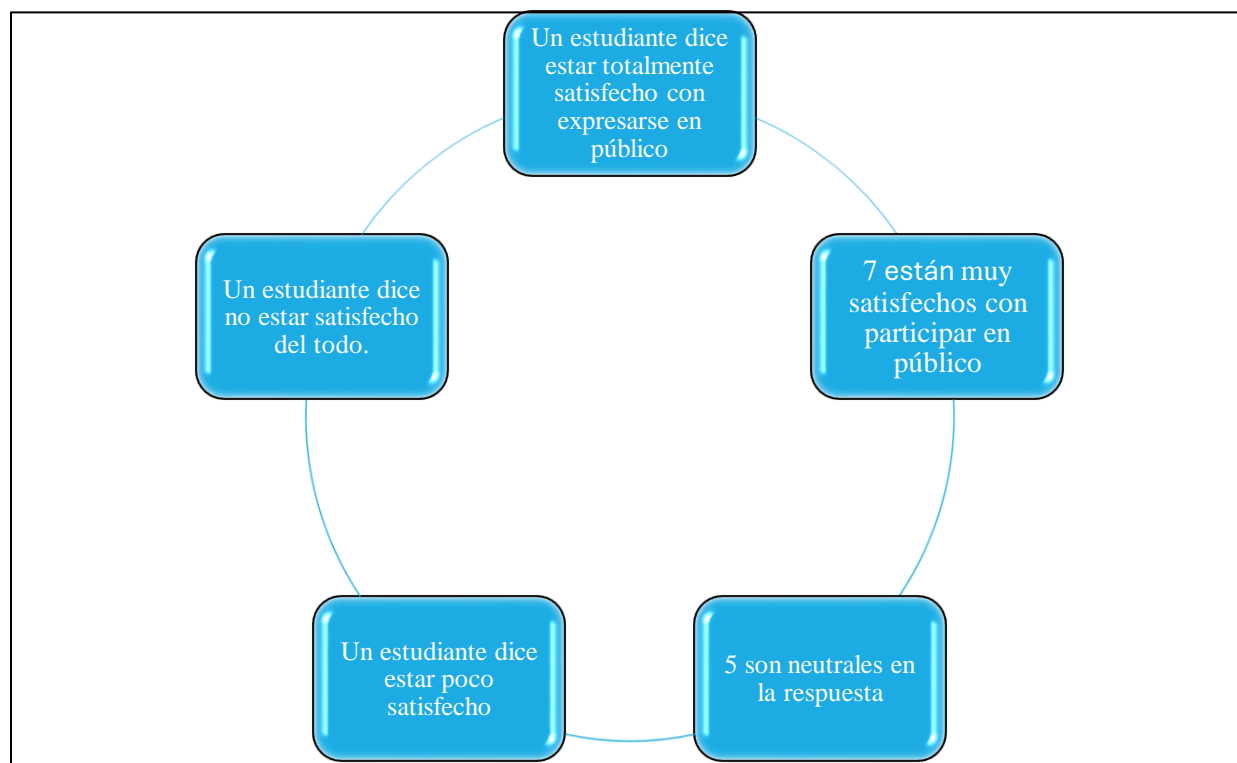 Un estudiante dice
estar totalmente
satisfecho con
expresarse en
público
7 están muy
satisfechos con
participar en
público
5 son neutrales en
la respuesta
Un estudiante dice
estar poco
satisfecho
Un estudiante dice
no estar satisfecho
del todo.